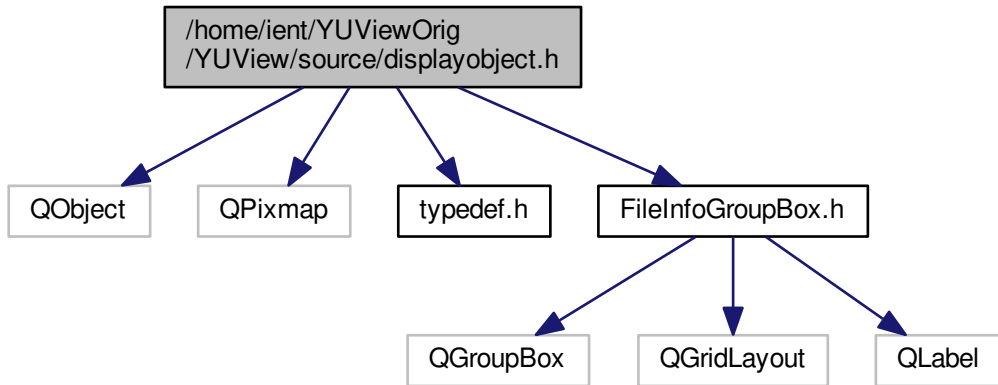 /home/ient/YUViewOrig
/YUView/source/displayobject.h
QObject
QPixmap
typedef.h
FileInfoGroupBox.h
QGroupBox
QGridLayout
QLabel